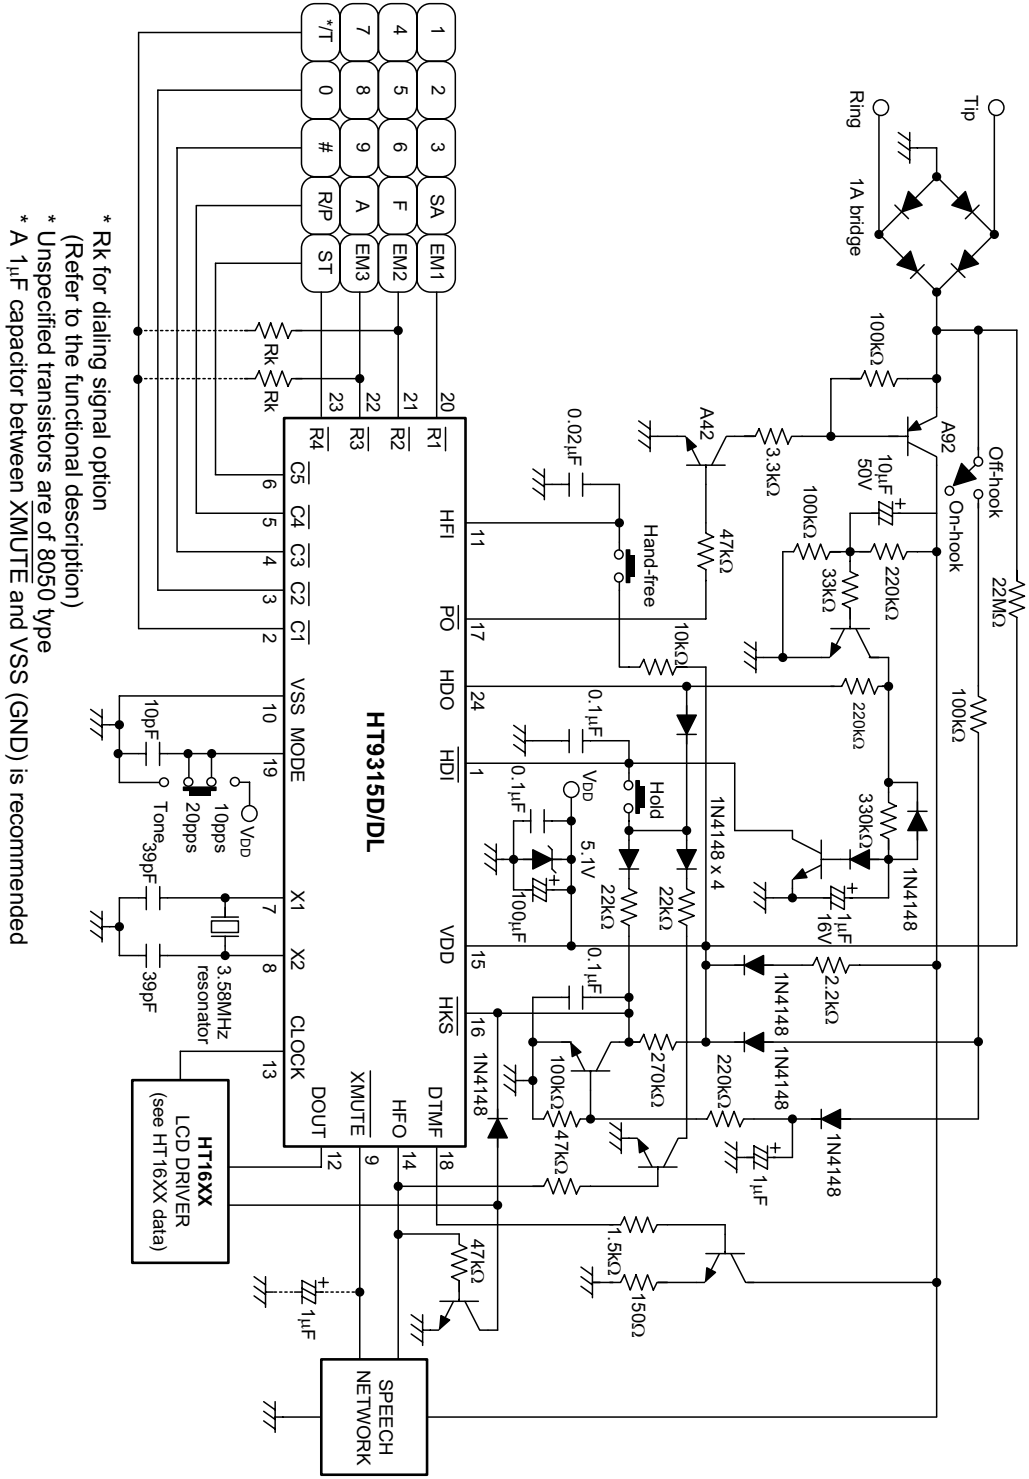 Tip
Ring
1A bridge
Off-hook
On-hook
22MΩ
100kΩ
A92
100kΩ
10μF
50V
220kΩ
100kΩ
33kΩ
220kΩ
330kΩ
1N4148
1μF
16V
2.2kΩ
1N4148
1N4148
1N4148
220kΩ
1μF
270kΩ
100kΩ
47kΩ
A42
3.3kΩ
47kΩ
10kΩ
Hand-free
0.02μF
0.1μF
Hold
1N4148 x 4
22kΩ
22kΩ
VDD
5.1V
0.1μF
100μF
0.1μF
1N4148
1.5kΩ
150Ω
47kΩ
1 2 3 SA EM1
4 5 6 F EM2
7 8 9 A EM3
*/T 0 # R/P ST
Rk
Rk
20 R1
21 R2
22 R3
23 R4
HFI 11
PO 17
HDO 24
HDI 1
VDD 15
HKS 16
DTMF 18
HFO 14
XMUTE 9
DOUT 12
HT9315D/DL
C5 6
C4 5
C3 4
C2 3
C1 2
VSS 10
MODE 19
X1 7
X2 8
CLOCK 13
10pF
VDD
10pps
20pps
Tone
39pF
39pF
3.58MHz
resonator
HT16XX
LCD DRIVER
(see HT16XX data)
1μF
SPEECH
NETWORK
* Rk for dialing signal option
(Refer to the functional description)
* Unspecified transistors are of 8050 type
* A 1μF capacitor between XMUTE and VSS (GND) is recommended